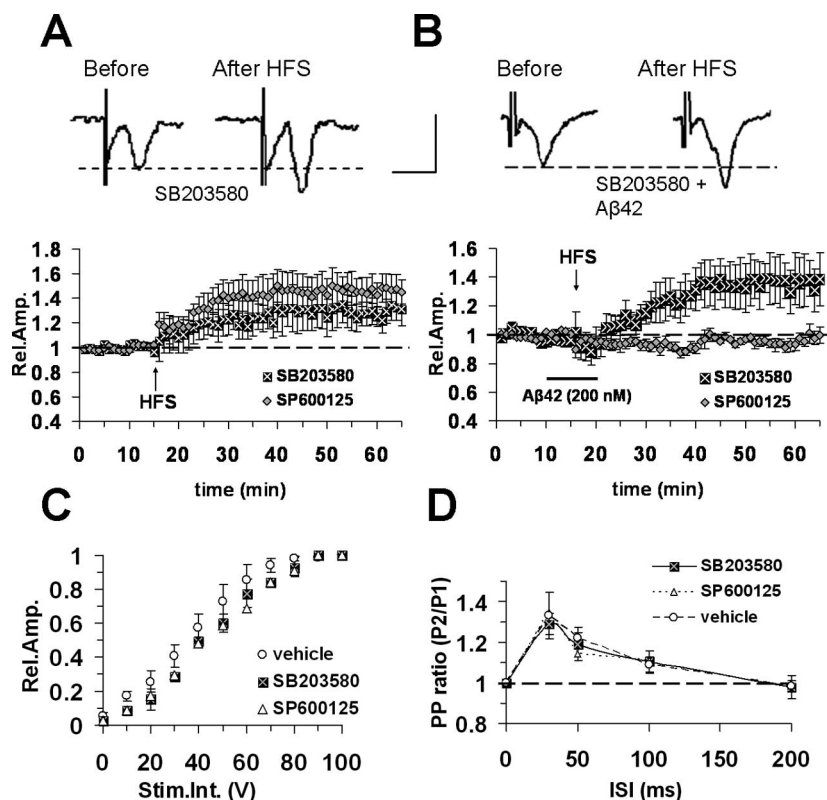 A
Before
After HFS
SB203580
Rel.Amp.
1.8
1.6
1.4
1.2
1
0.8
0.6
0.4
HFS
SB203580
SP600125
0 10 20 30 40 50 60
time (min)
B
Before
After HFS
SB203580 +
Aβ42
Rel.Amp.
1.6
1.4
1.2
1
0.8
0.6
0.4
HFS
Aβ42 (200 nM)
SB203580
SP600125
0 10 20 30 40 50 60
time (min)
C
Rel.Amp.
1
0.8
0.6
0.4
0.2
0
vehicle
SB203580
SP600125
0 20 40 60 80 100
Stim.Int. (V)
D
PP ratio (P2/P1)
1.4
1.2
1
0.8
SB203580
SP600125
vehicle
0 50 100 150 200
ISI (ms)